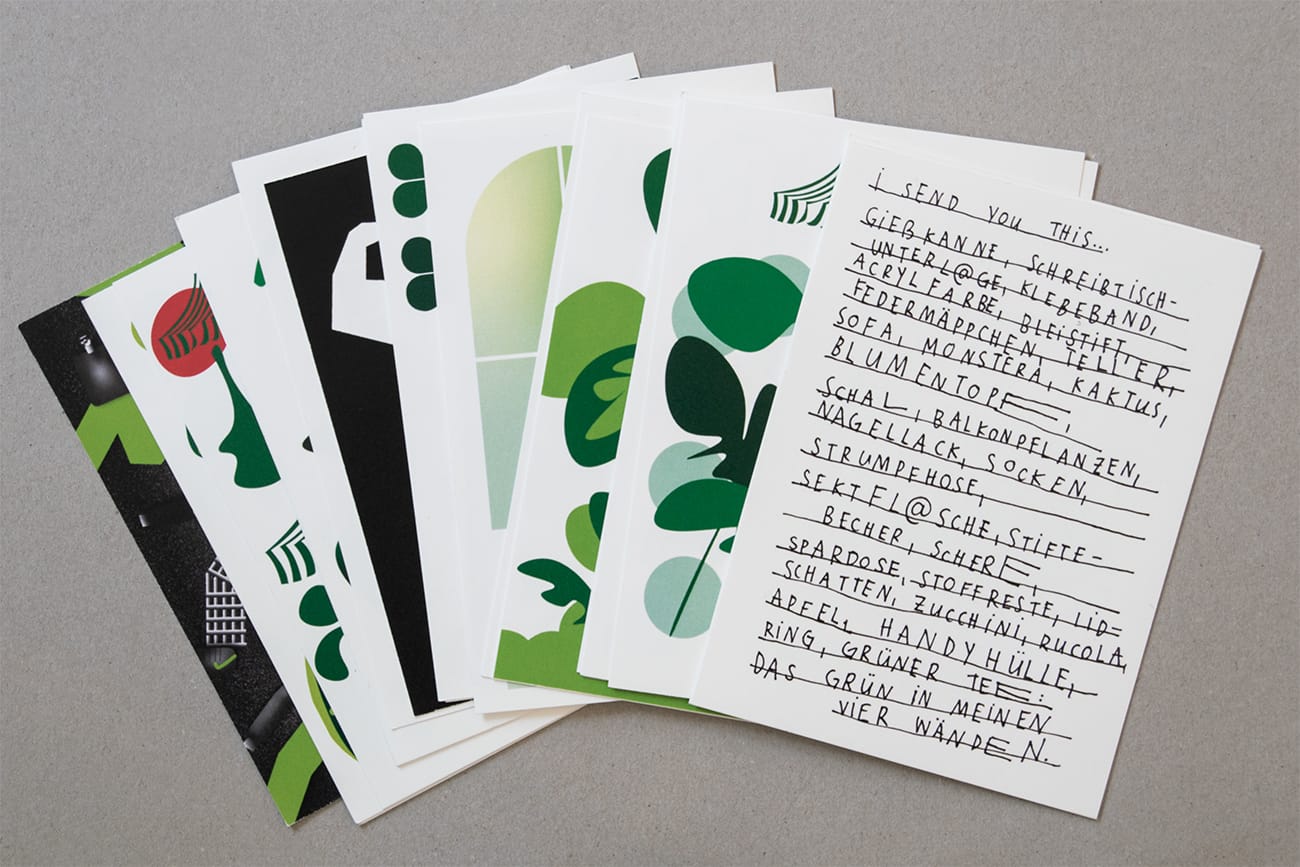 I SEND YOU THIS...
GIEßKANNE, SCHREIBTISCH-
UNTERL@GE, KLEBEBAND,
ACRYLFARBE, BLEISTIFT,
FEDERMÄPPCHEN, TELLER,
SOFA, MONSTERA, KAKTUS,
BLUMENTOPF,
SCHAL, BALKONPFLANZEN,
NAGELLACK, SOCKEN,
STRUMPFHOSE,
SEKTFL@SCHE, STIFTE-
BECHER, SCHERE,
SPARDOSE, STOFFRESTE, LID-
SCHATTEN, ZUCCHINI, RUCOLA,
APFEL, HANDYHÜLLE,
RING, GRÜNER TEE:
DAS GRÜN IN MEINEN
VIER WÄNDEN.